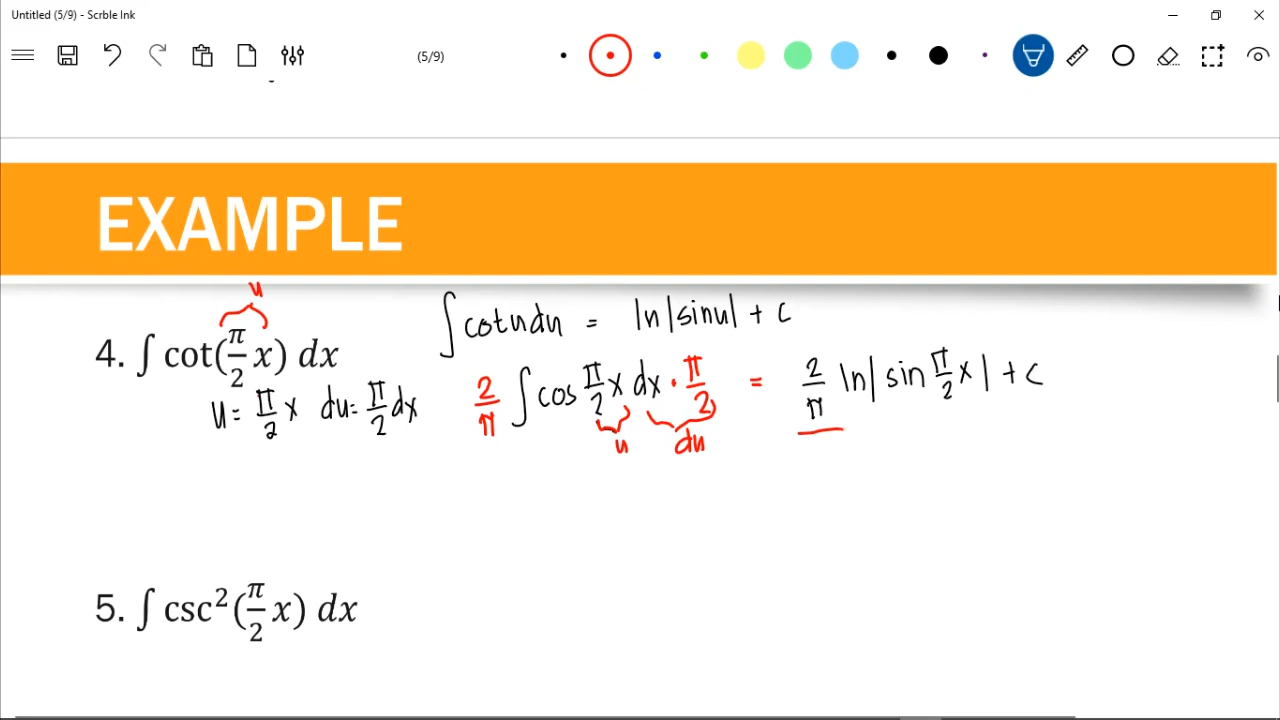 Untitled (5/9) - Scrble Ink
(5/9)
EXAMPLE
u
∫ cot u du = ln|sin u| + c
4. ∫ cot(π/2 x) dx
2/π ∫ cos π/2 x dx · π/2 = 2/π ln|sin π/2 x| + c
u = π/2 x du = π/2 dx
u du
5. ∫ csc²(π/2 x) dx